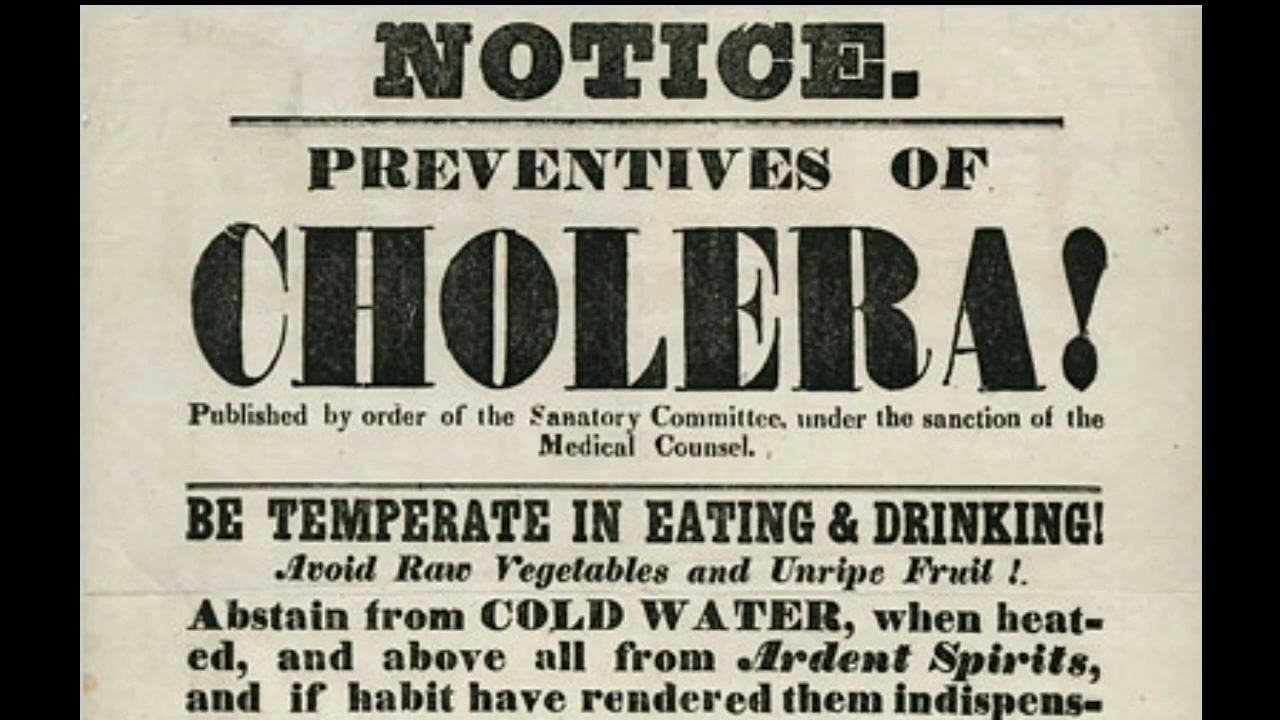 NOTICE.
PREVENTIVES OF
CHOLERA!
Published by order of the Sanatory Committee, under the sanction of the
Medical Counsel.
BE TEMPERATE IN EATING & DRINKING!
Avoid Raw Vegetables and Unripe Fruit !.
Abstain from COLD WATER, when heat-
ed, and above all from Ardent Spirits,
and if habit have rendered them indispens-